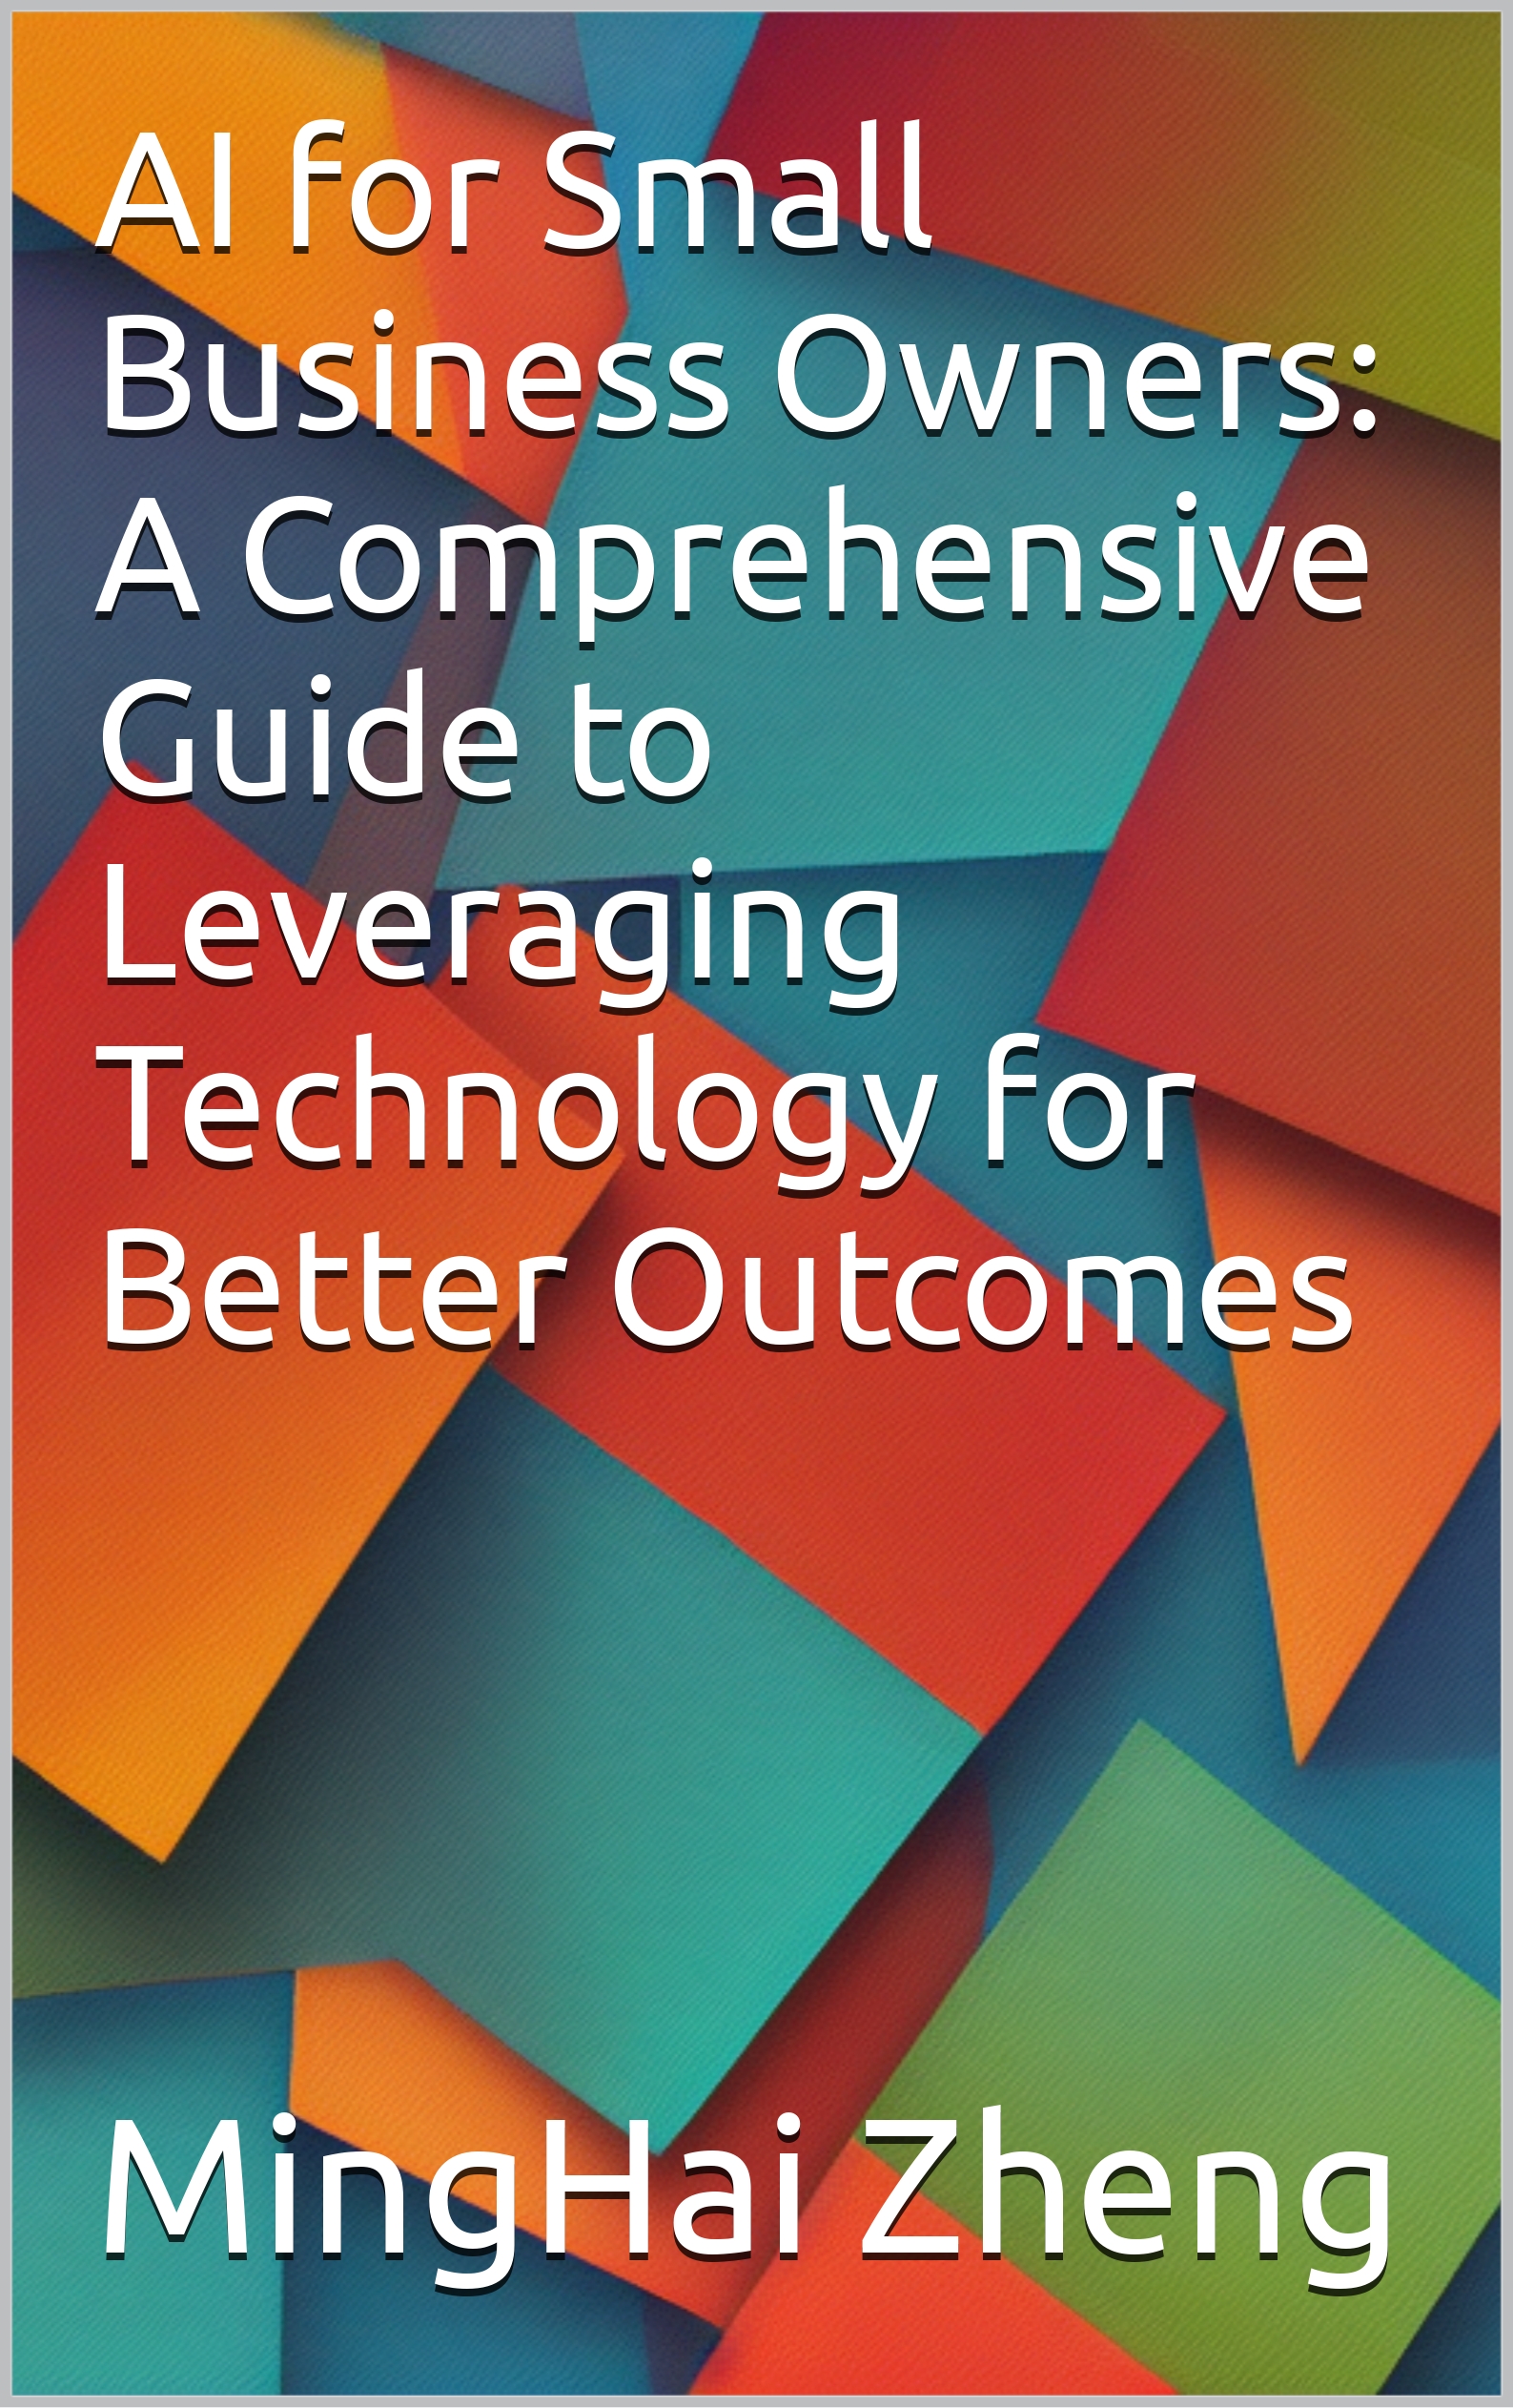 AI for Small
Business Owners:
A Comprehensive
Guide to
Leveraging
Technology for
Better Outcomes
MingHai Zheng